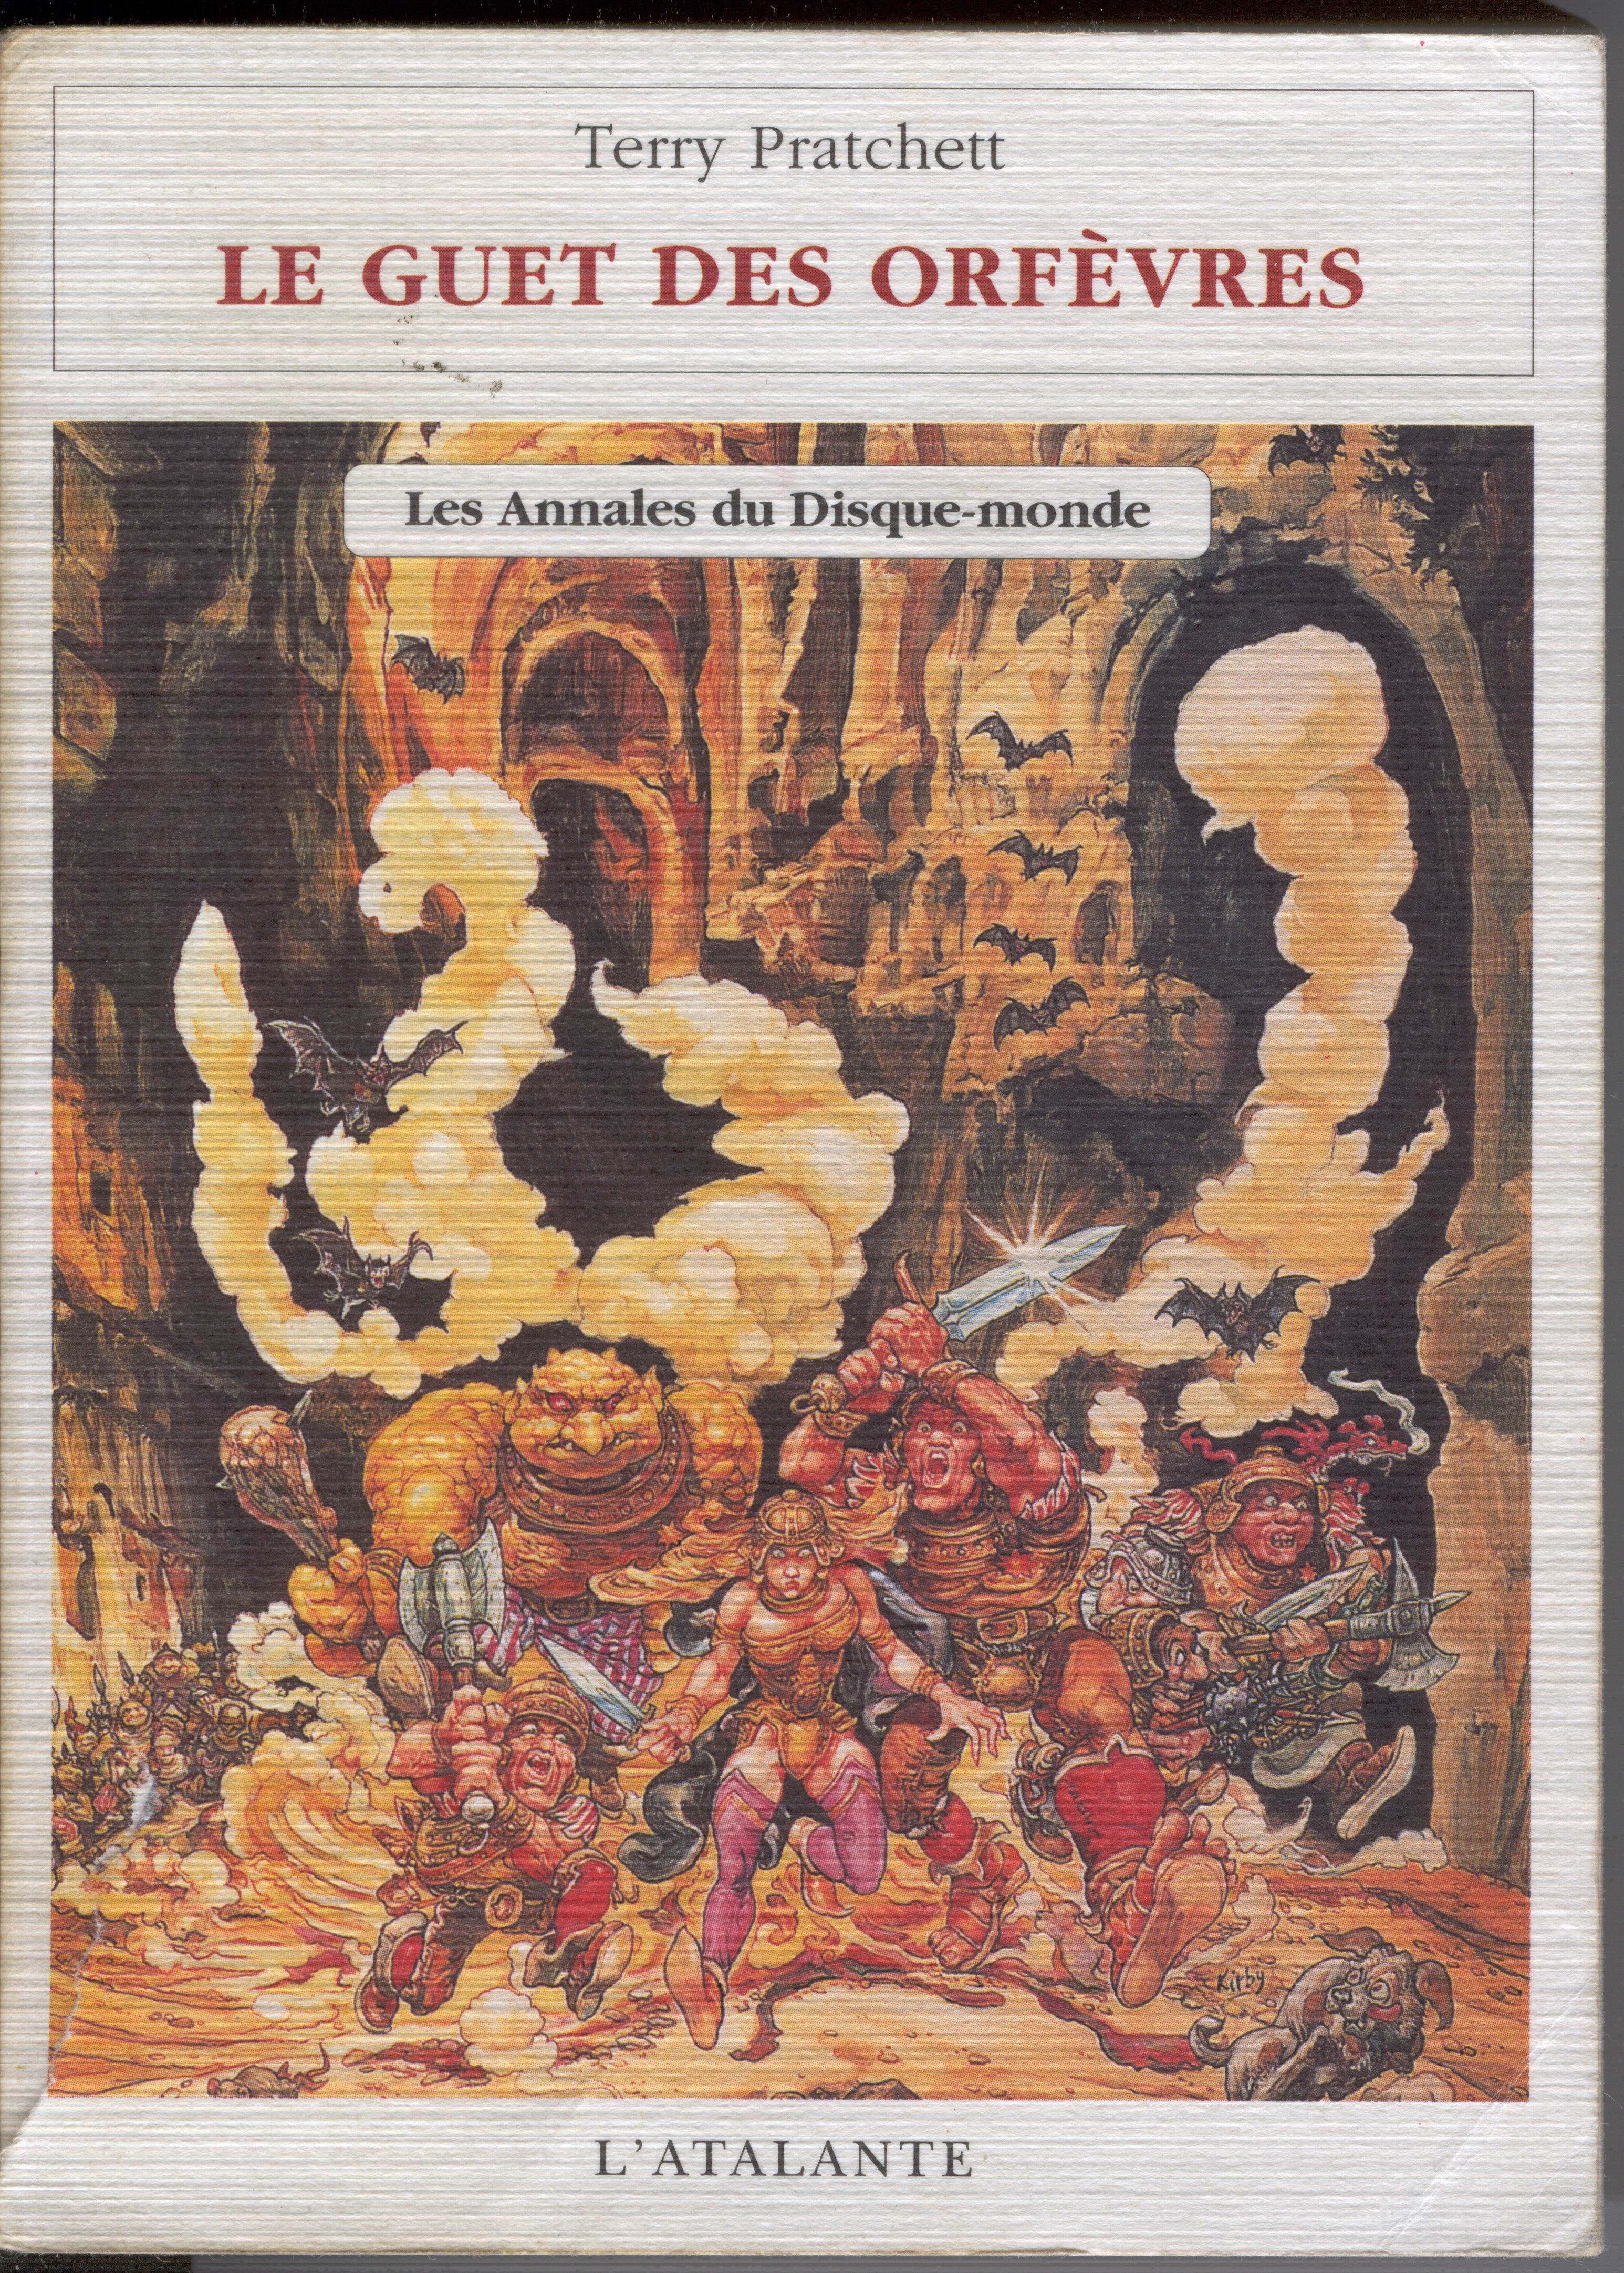 Terry Pratchett
LE GUET DES ORFÈVRES
Les Annales du Disque-monde
Kirby
L'ATALANTE